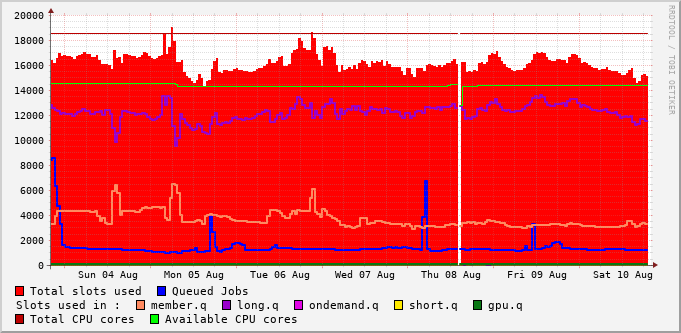 20000
18000
16000
14000
12000
10000
8000
6000
4000
2000
0
Sun 04 Aug Mon 05 Aug Tue 06 Aug Wed 07 Aug Thu 08 Aug Fri 09 Aug Sat 10 Aug
Total slots used Queued Jobs
Slots used in : member.q long.q ondemand.q short.q gpu.q
Total CPU cores Available CPU cores
RRDTOOL / TOBI OETIKER